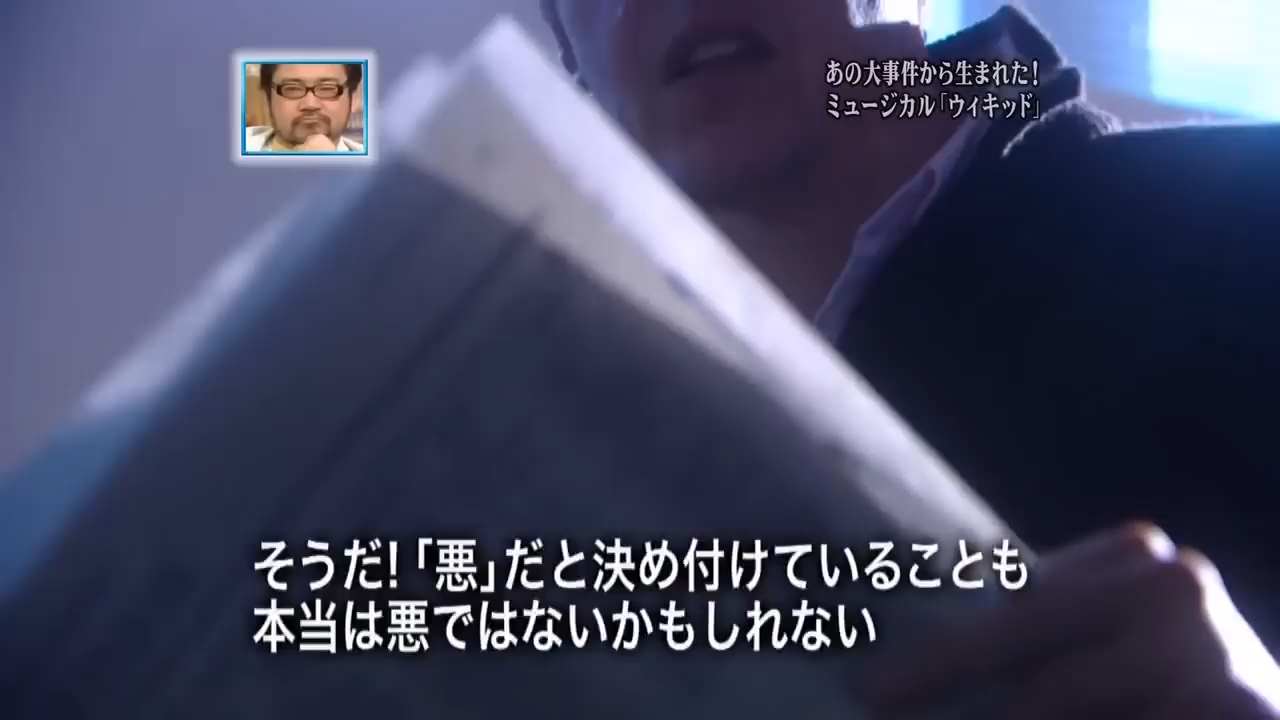 あの大事件から生まれた!
ミュージカル「ウィキッド」
そうだ!「悪」だと決め付けていることも
本当は悪ではないかもしれない